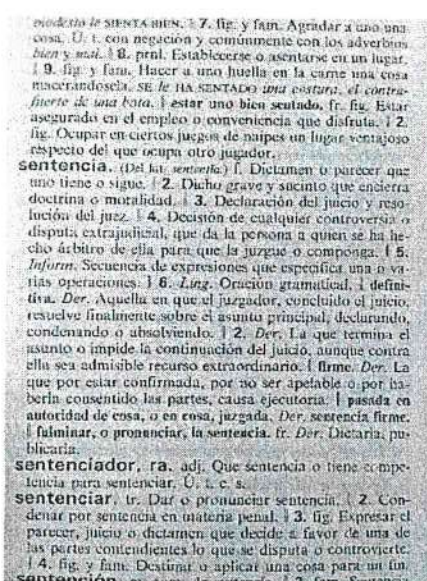 modesto le SIENTA BIEN. ‖ 7. fig. y fam. Agradar a uno una
cosa. Ú. t. con negación y comúnmente con los adverbios
bien y mal. ‖ 8. prnl. Establecerse o asentarse en un lugar.
‖ 9. fig. y fam. Hacer a uno huella en la carne una cosa
macerándosela. SE LE HA SENTADO una costura, el contra-
fuerte de una bota. ‖ estar uno bien sentado. fr. fig. Estar
asegurado en el empleo o conveniencia que disfruta. ‖ 2.
fig. Ocupar en ciertos juegos de naipes un lugar ventajoso
respecto del que ocupa otro jugador.
sentencia. (Del lat. sententia.) f. Dictamen o parecer que
uno tiene o sigue. ‖ 2. Dicho grave y sucinto que encierra
doctrina o moralidad. ‖ 3. Declaración del juicio y reso-
lución del juez. ‖ 4. Decisión de cualquier controversia o
disputa extrajudicial, que da la persona a quien se ha he-
cho árbitro de ella para que la juzgue o componga. ‖ 5.
Inform. Secuencia de expresiones que especifica una o va-
rias operaciones. ‖ 6. Ling. Oración gramatical. ‖ defini-
tiva. Der. Aquella en que el juzgador, concluido el juicio,
resuelve finalmente sobre el asunto principal, declarando,
condenando o absolviendo. ‖ 2. Der. La que termina el
asunto o impide la continuación del juicio, aunque contra
ella sea admisible recurso extraordinario. ‖ firme. Der. La
que por estar confirmada, por no ser apelable o por ha-
berla consentido las partes, causa ejecutoria. ‖ pasada en
autoridad de cosa, o en cosa, juzgada. Der. sentencia firme.
‖ fulminar, o pronunciar, la sentencia. fr. Der. Dictarla, pu-
blicarla.
sentenciador, ra. adj. Que sentencia o tiene compe-
tencia para sentenciar. Ú. t. c. s.
sentenciar. tr. Dar o pronunciar sentencia. ‖ 2. Con-
denar por sentencia en materia penal. ‖ 3. fig. Expresar el
parecer, juicio o dictamen que decide a favor de una de
las partes contendientes lo que se disputa o controvierte.
‖ 4. fig. y fam. Destinar o aplicar una cosa para un fin.
sentención.